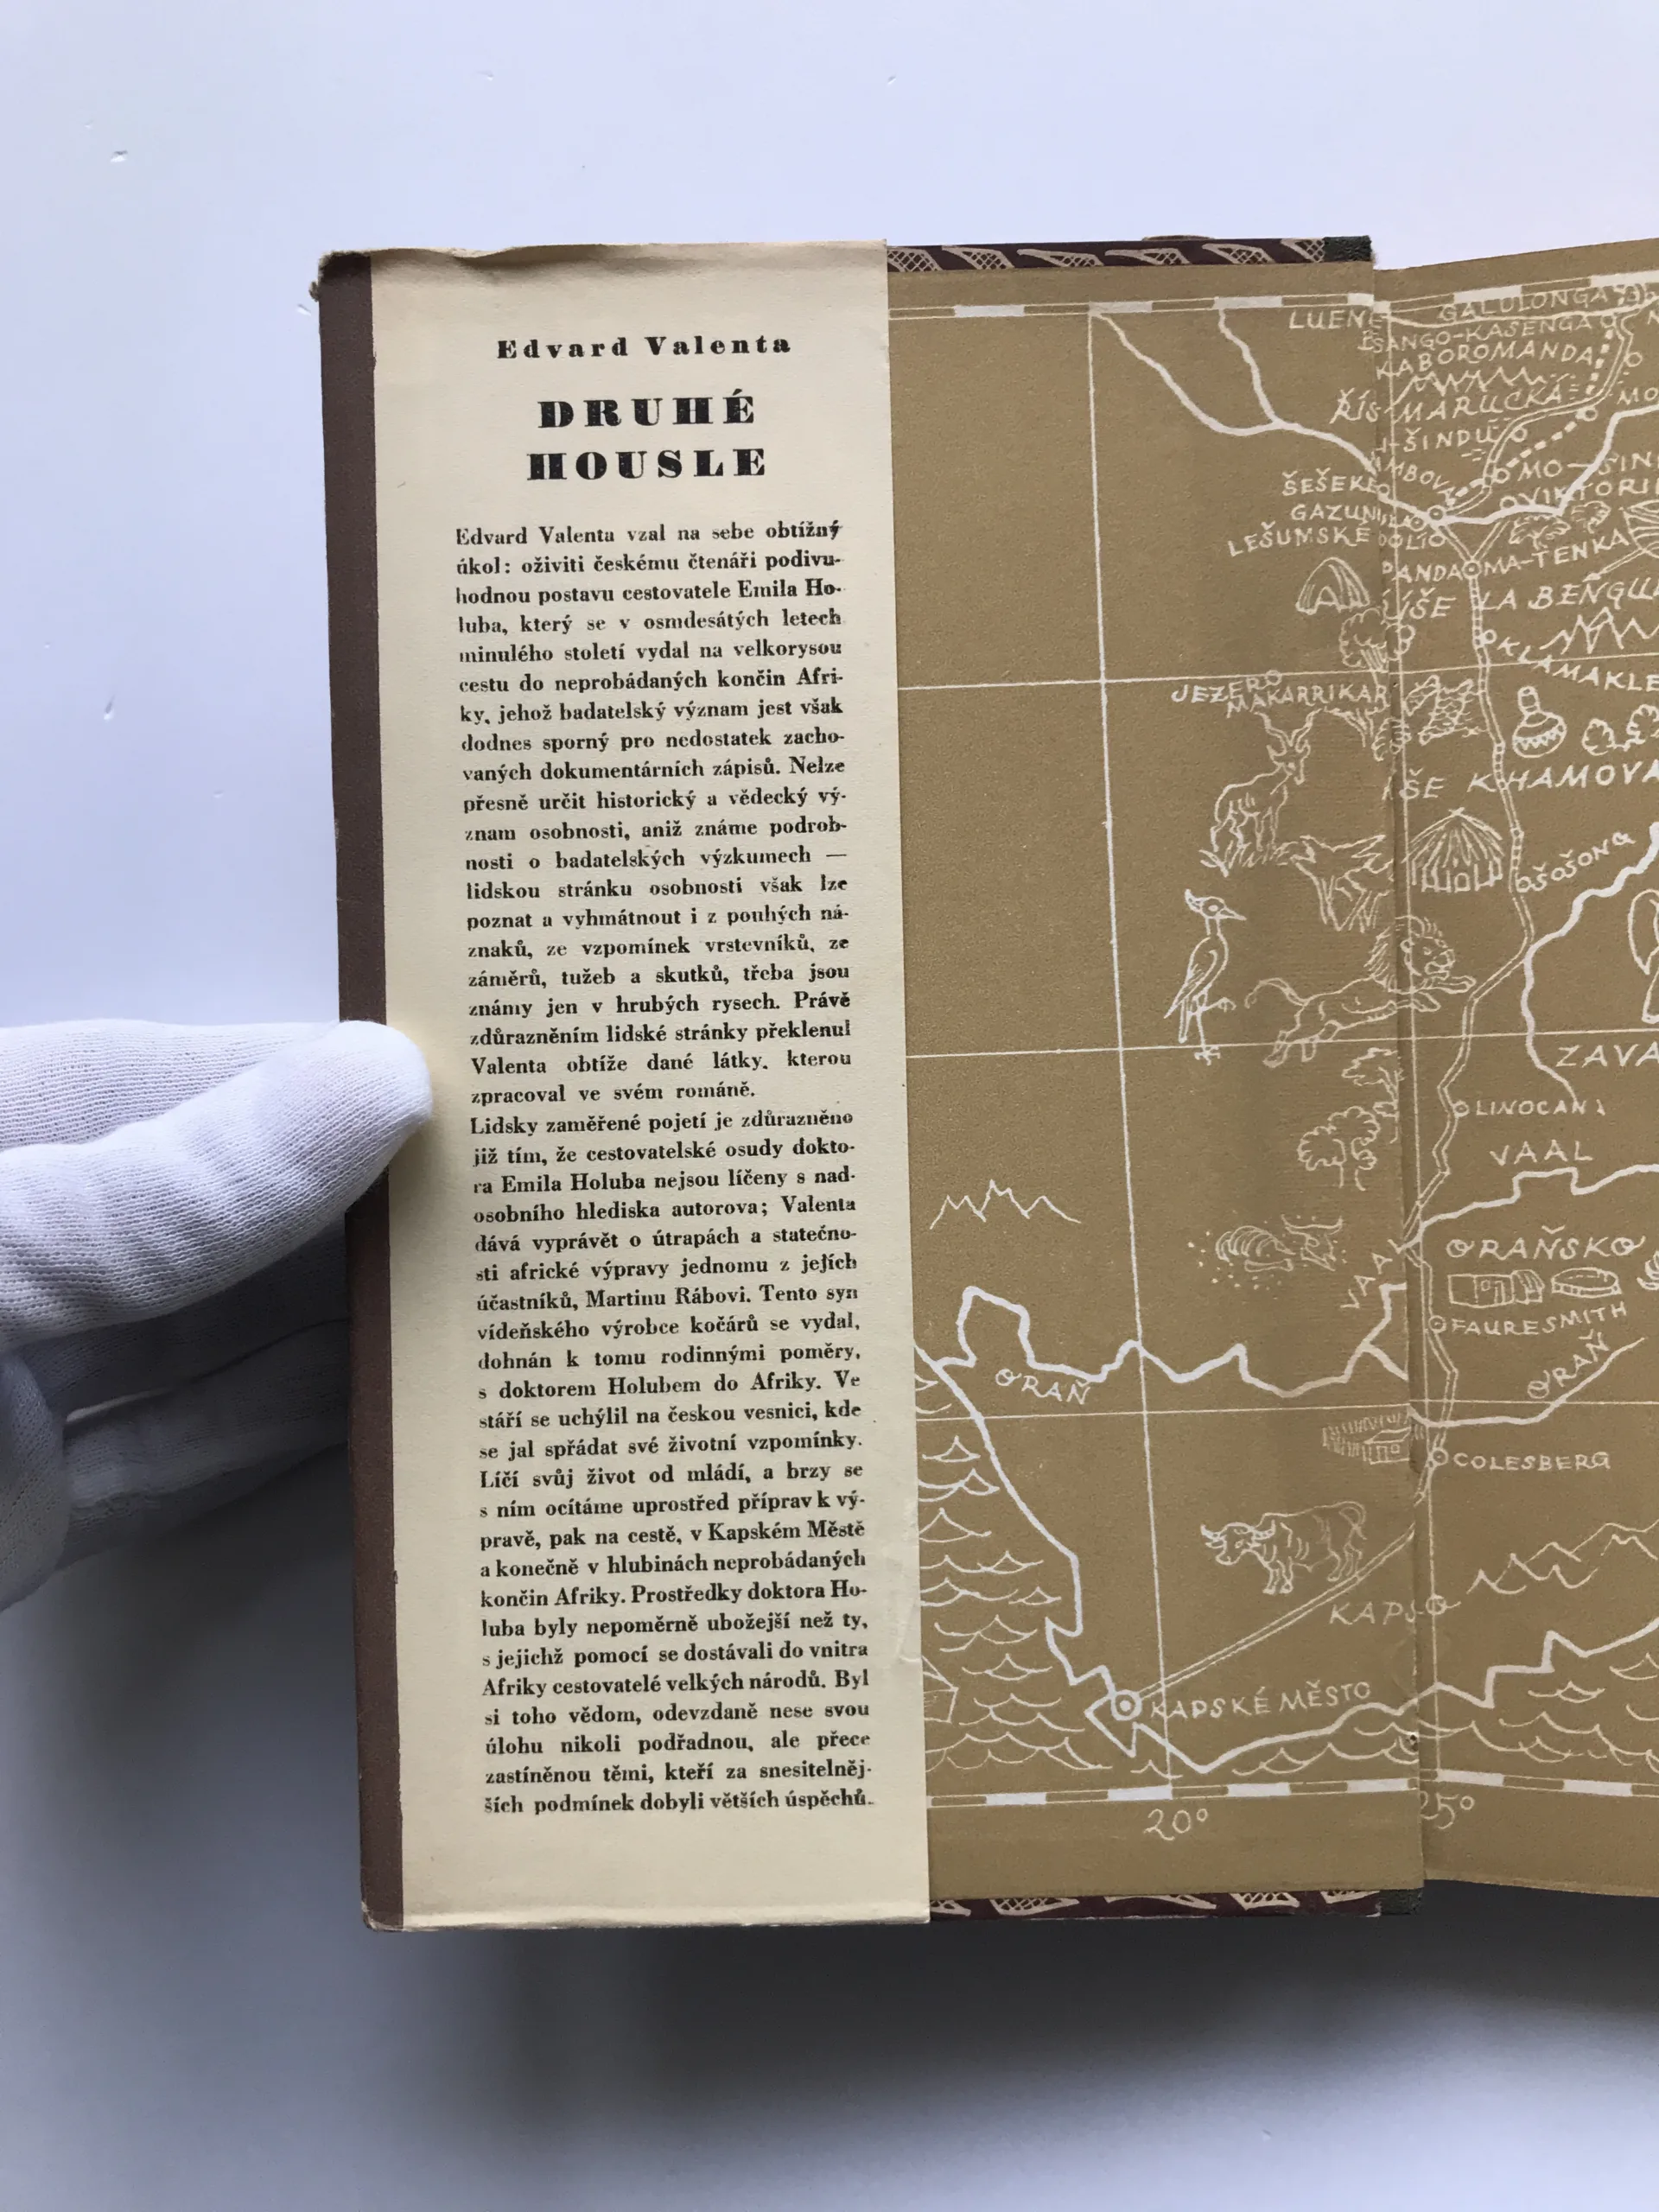 Edvard Valenta
DRUHÉ
HOUSLE
Edvard Valenta vzal na sebe obtížný
úkol: oživiti českému čtenáři podivu-
hodnou postavu cestovatele Emila Ho-
luba, který se v osmdesátých letech
minulého století vydal na velkorysou
cestu do neprobádaných končin Afri-
ky, jehož badatelský význam jest však
dodnes sporný pro nedostatek zacho-
vaných dokumentárních zápisů. Nelze
přesně určit historický a vědecký vý-
znam osobnosti, aniž známe podrob-
nosti o badatelských výzkumech —
lidskou stránku osobnosti však lze
poznat a vyhmátnout i z pouhých ná-
znaků, ze vzpomínek vrstevníků, ze
záměrů, tužeb a skutků, třeba jsou
známy jen v hrubých rysech. Právě
zdůrazněním lidské stránky překlenul
Valenta obtíže dané látky, kterou
zpracoval ve svém románě.
Lidsky zaměřené pojetí je zdůrazněno
již tím, že cestovatelské osudy dokto-
ra Emila Holuba nejsou líčeny s nad-
osobního hlediska autorova; Valenta
dává vyprávět o útrapách a statečno-
sti africké výpravy jednomu z jejích
účastníků, Martinu Rábovi. Tento syn
vídeňského výrobce kočárů se vydal,
dohnán k tomu rodinnými poměry,
s doktorem Holubem do Afriky. Ve
stáří se uchýlil na českou vesnici, kde
se jal spřádat své životní vzpomínky.
Líčí svůj život od mládí, a brzy se
s ním ocítáme uprostřed příprav k vý-
pravě, pak na cestě, v Kapském Městě
a konečně v hlubinách neprobádaných
končin Afriky. Prostředky doktora Ho-
luba byly nepoměrně ubožejší než ty,
s jejichž pomocí se dostávali do vnitra
Afriky cestovatelé velkých národů. Byl
si toho vědom, odevzdaně nese svou
úlohu nikoli podřadnou, ale přece
zastíněnou těmi, kteří za snesitelněj-
ších podmínek dobyli větších úspěchů.
GALULONGA
LUENE
SANGO-KASENGA
KABOROMANDA
MARUCKÁ
ŠEŠEKE
LEŠUMSKÉ
MA-TENKA
LA BENGU
KLAMAKLE
JEZERO
MAKARRIKARI
KHAMOVA
ŠOŠONG
ZAVA
LINOCANI
VAAL
ORAŇSKO
VAAL
FAURESMITH
ORAŇ
ORAŇ
COLESBERG
KAPSKO
KAPSKÉ MĚSTO
20°
25°